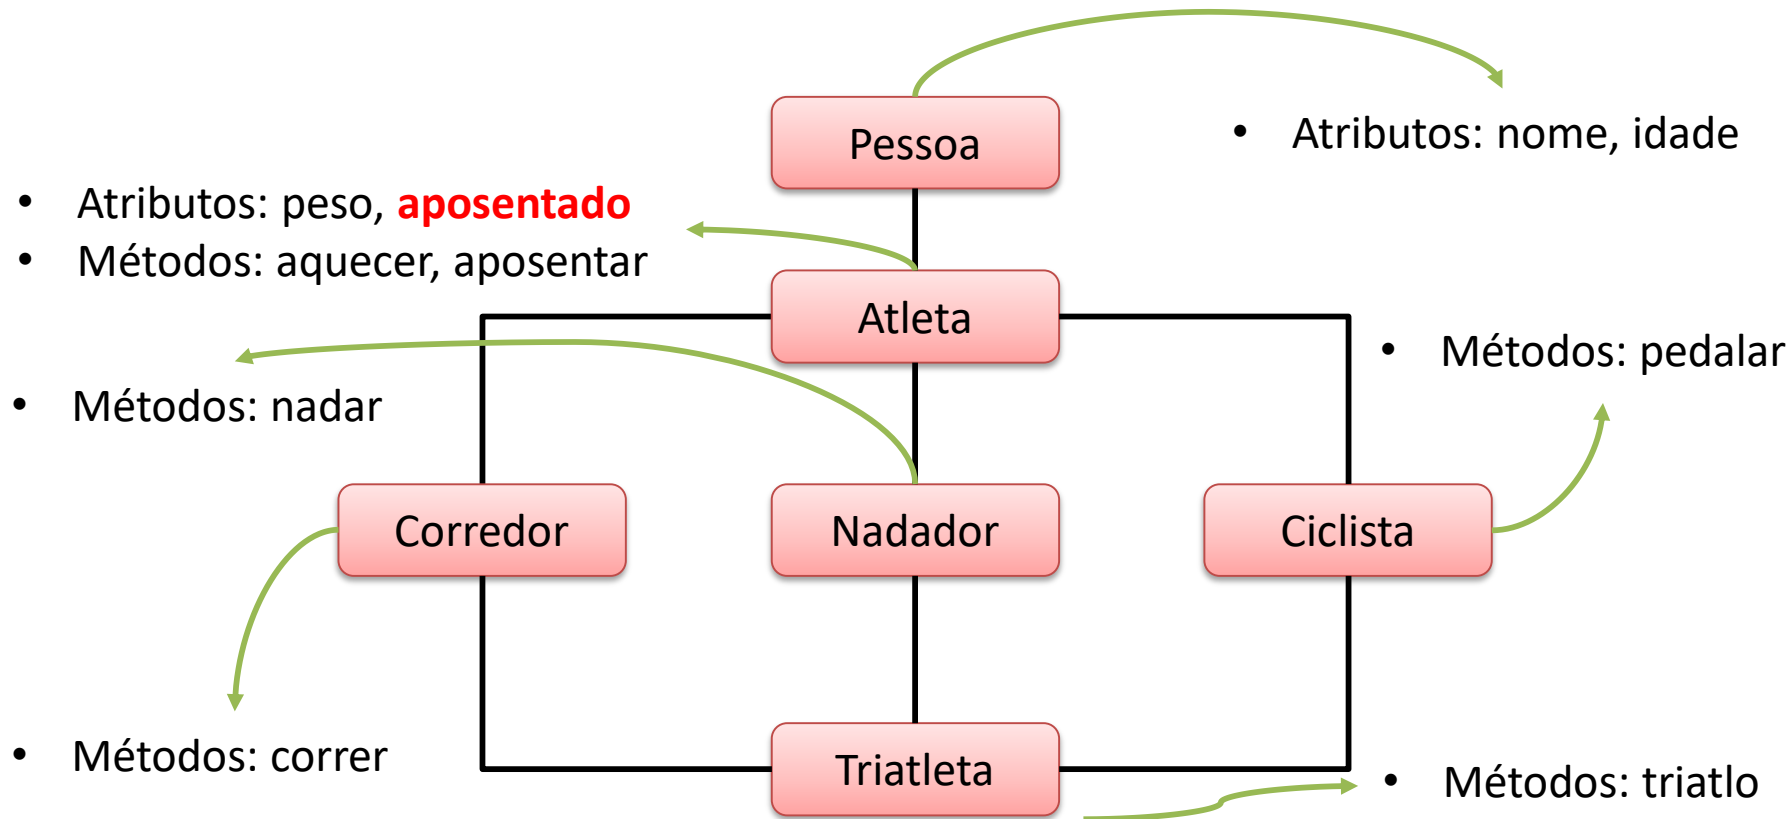 Pessoa
• Atributos: nome, idade
• Atributos: peso, aposentado
• Métodos: aquecer, aposentar
Atleta
• Métodos: pedalar
• Métodos: nadar
Corredor
Nadador
Ciclista
• Métodos: correr
Triatleta
• Métodos: triatlo